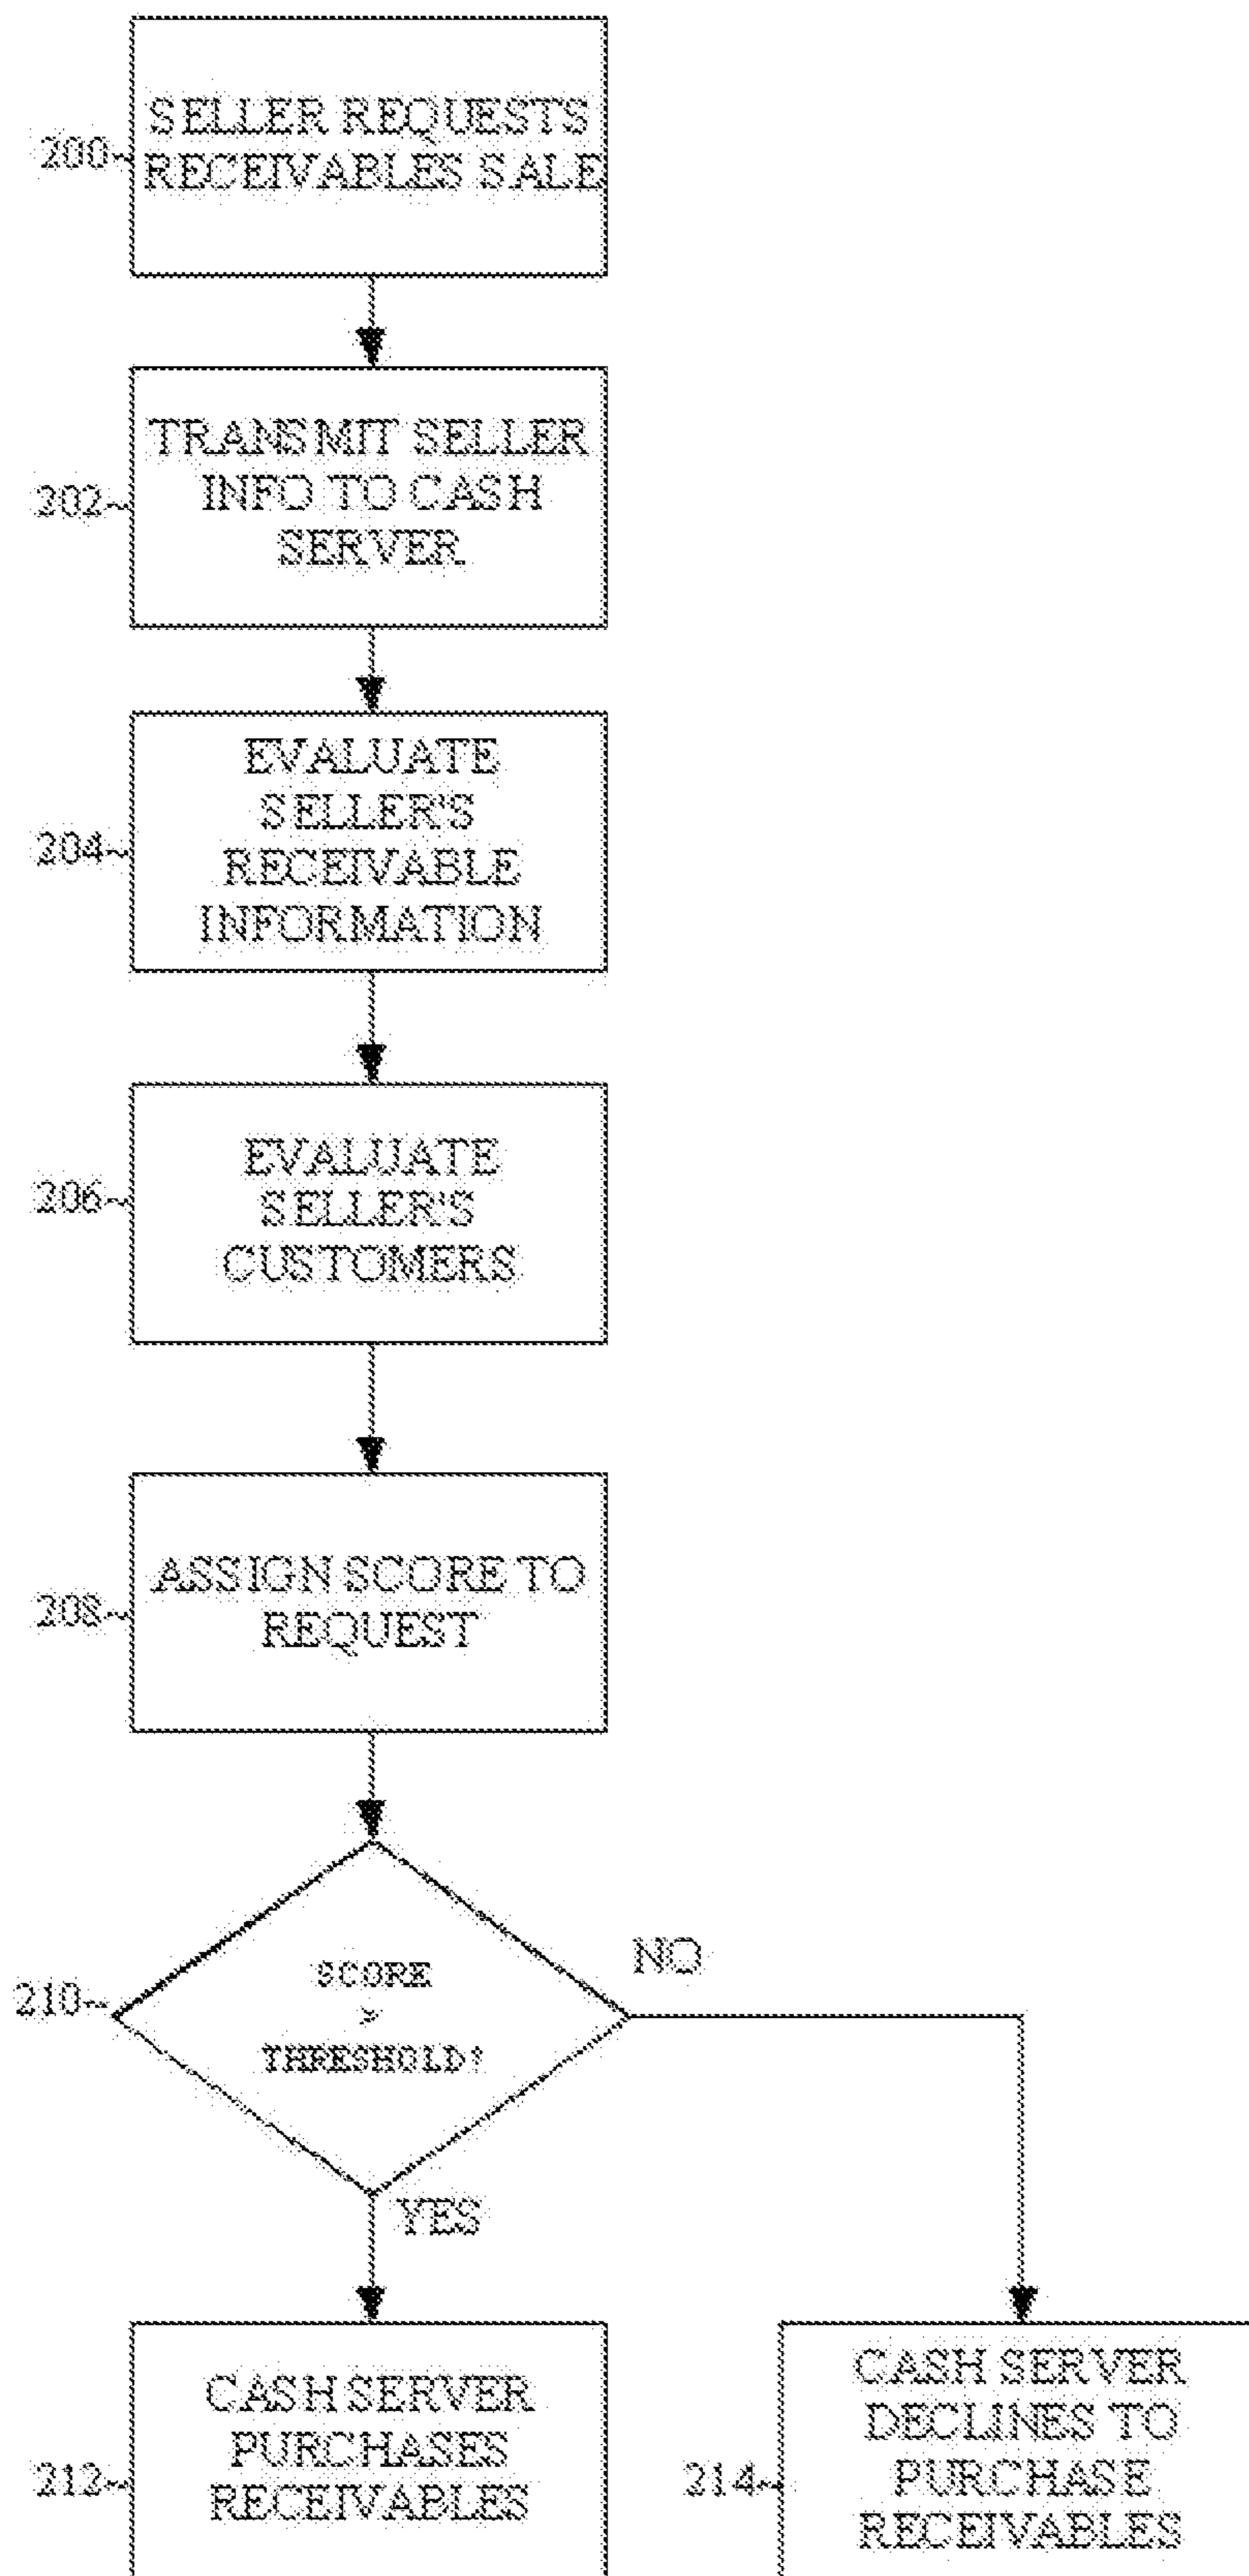 SELLER REQUESTS
RECEIVABLES SALE
200
TRANSMIT SELLER
INFO TO CASH
SERVER
202
EVALUATE
SELLER'S
RECEIVABLE
INFORMATION
204
EVALUATE
SELLER'S
CUSTOMERS
206
ASSIGN SCORE TO
REQUEST
208
SCORE
>
THRESHOLD?
210
NO
YES
CASH SERVER
PURCHASES
RECEIVABLES
212
CASH SERVER
DECLINES TO
PURCHASE
RECEIVABLES
214